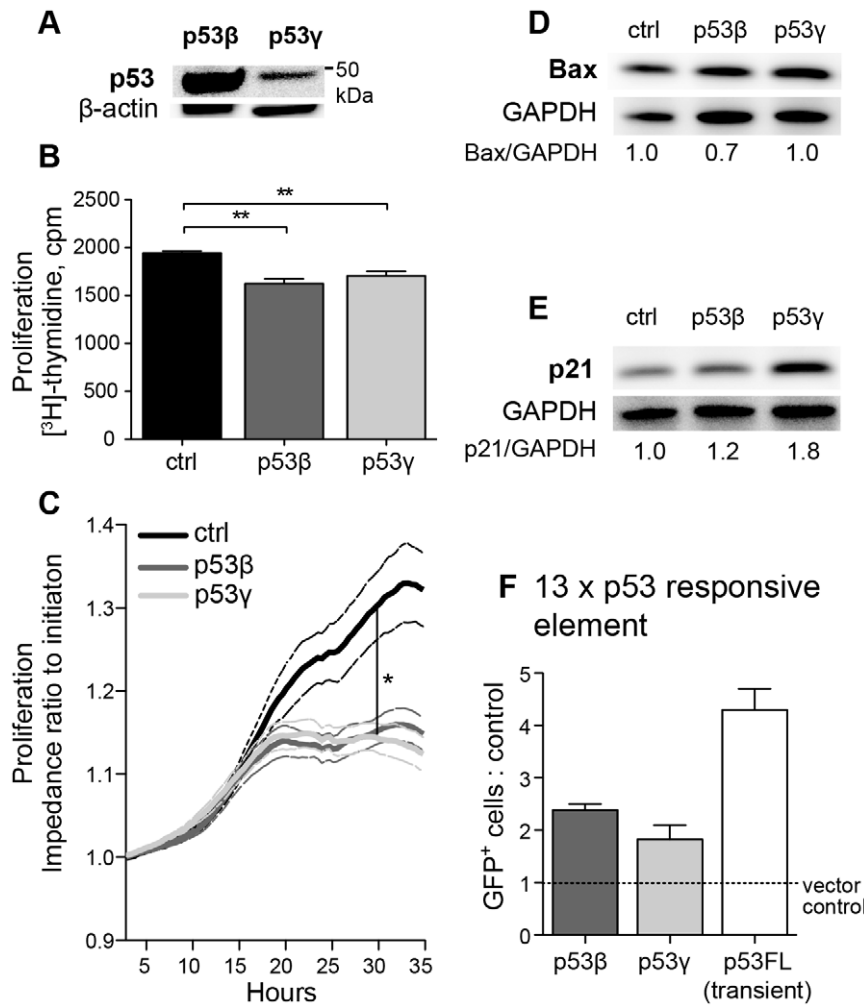 A
p53β p53γ
p53
50
kDa
β-actin
B
Proliferation
[³H]-thymidine, cpm
2500
2000
1500
1000
500
0
**
**
ctrl p53β p53γ
C
Proliferation
Impedance ratio to initiaton
1.4
1.3
1.2
1.1
1.0
0.9
ctrl
p53β
p53γ
*
5 10 15 20 25 30 35
Hours
D
ctrl p53β p53γ
Bax
GAPDH
Bax/GAPDH 1.0 0.7 1.0
E
ctrl p53β p53γ
p21
GAPDH
p21/GAPDH 1.0 1.2 1.8
F 13 x p53 responsive
element
GFP⁺ cells : control
5
4
3
2
1
0
vector
control
p53β p53γ p53FL
(transient)